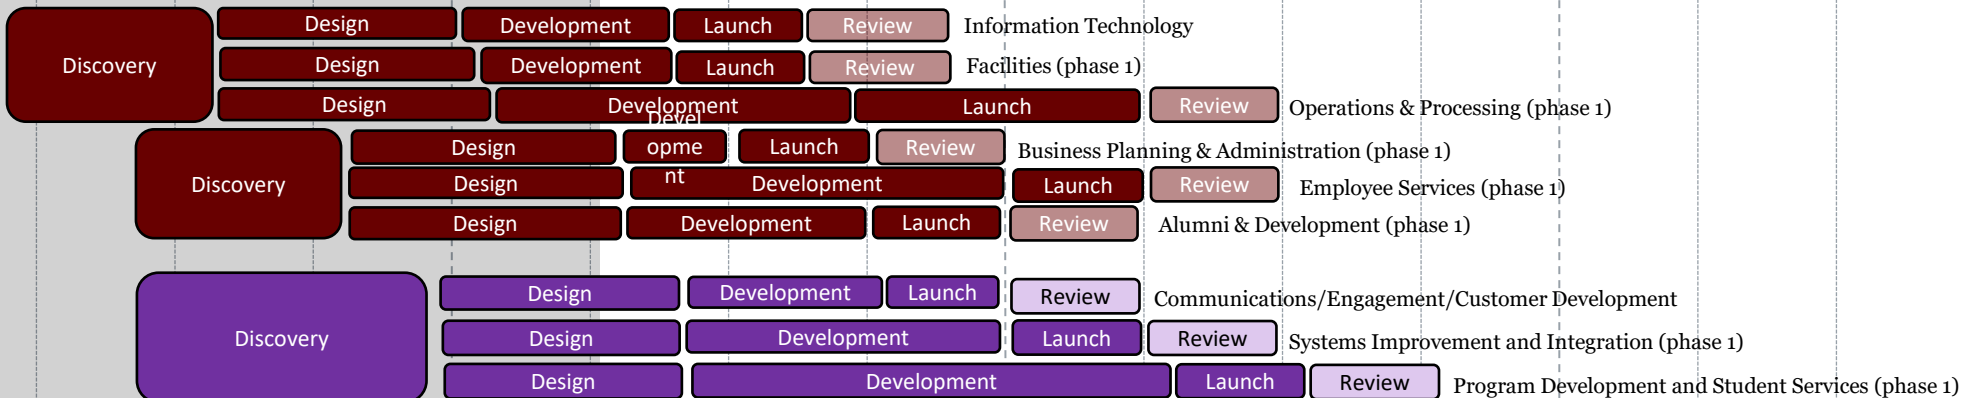 Design Development Launch Review Information Technology
Discovery
Design Development Launch Review Facilities (phase 1)
Design Development Launch Review Operations & Processing (phase 1)
Discovery
Design Devel
opme
nt Launch Review Business Planning & Administration (phase 1)
Design Development Launch Review Employee Services (phase 1)
Design Development Launch Review Alumni & Development (phase 1)
Discovery
Design Development Launch Review Communications/Engagement/Customer Development
Design Development Launch Review Systems Improvement and Integration (phase 1)
Design Development Launch Review Program Development and Student Services (phase 1)